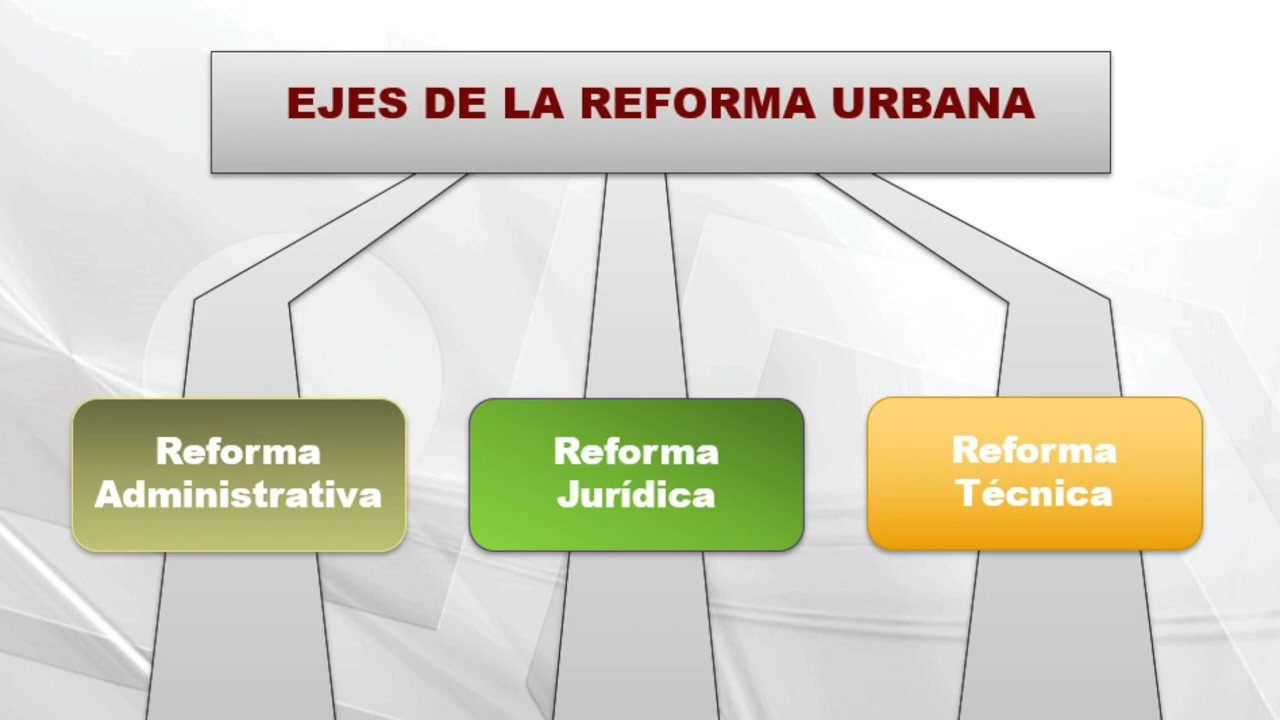 EJES DE LA REFORMA URBANA
Reforma
Administrativa
Reforma
Jurídica
Reforma
Técnica